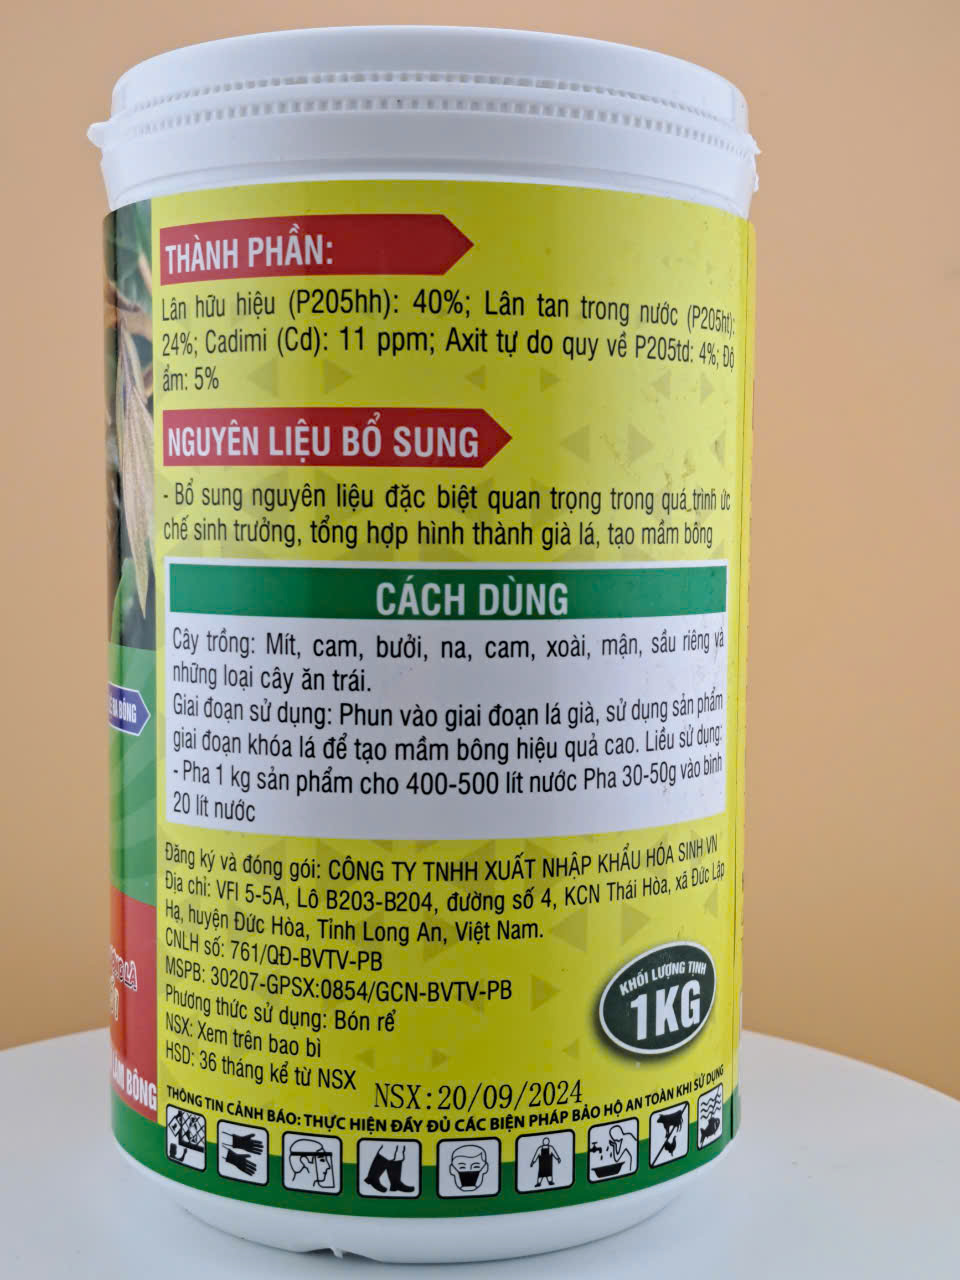 THÀNH PHẦN:
Lân hữu hiệu (P205hh): 40%; Lân tan trong nước (P205ht):
24%; Cadimi (Cd): 11 ppm; Axit tự do quy về P205td: 4%; Độ
ẩm: 5%
NGUYÊN LIỆU BỔ SUNG
- Bổ sung nguyên liệu đặc biệt quan trọng trong quá trình ức
chế sinh trưởng, tổng hợp hình thành già lá, tạo mầm bông
CÁCH DÙNG
Cây trồng: Mít, cam, bưởi, na, cam, xoài, mận, sầu riêng và
những loại cây ăn trái.
Giai đoạn sử dụng: Phun vào giai đoạn lá già, sử dụng sản phẩm
giai đoạn khóa lá để tạo mầm bông hiệu quả cao. Liều sử dụng:
- Pha 1 kg sản phẩm cho 400-500 lít nước Pha 30-50g vào bình
20 lít nước
RA BÔNG
Đăng ký và đóng gói: CÔNG TY TNHH XUẤT NHẬP KHẨU HÓA SINH VN
Địa chỉ: VFI 5-5A, Lô B203-B204, đường số 4, KCN Thái Hòa, xã Đức Lập
Hạ, huyện Đức Hòa, Tỉnh Long An, Việt Nam.
CNLH số: 761/QĐ-BVTV-PB
MSPB: 30207-GPSX:0854/GCN-BVTV-PB
Phương thức sử dụng: Bón rễ
NSX: Xem trên bao bì
HSD: 36 tháng kể từ NSX
KHỐI LƯỢNG TỊNH
1KG
LÀM BÔNG
NSX: 20/09/2024
THÔNG TIN CẢNH BÁO: THỰC HIỆN ĐẦY ĐỦ CÁC BIỆN PHÁP BẢO HỘ AN TOÀN KHI SỬ DỤNG